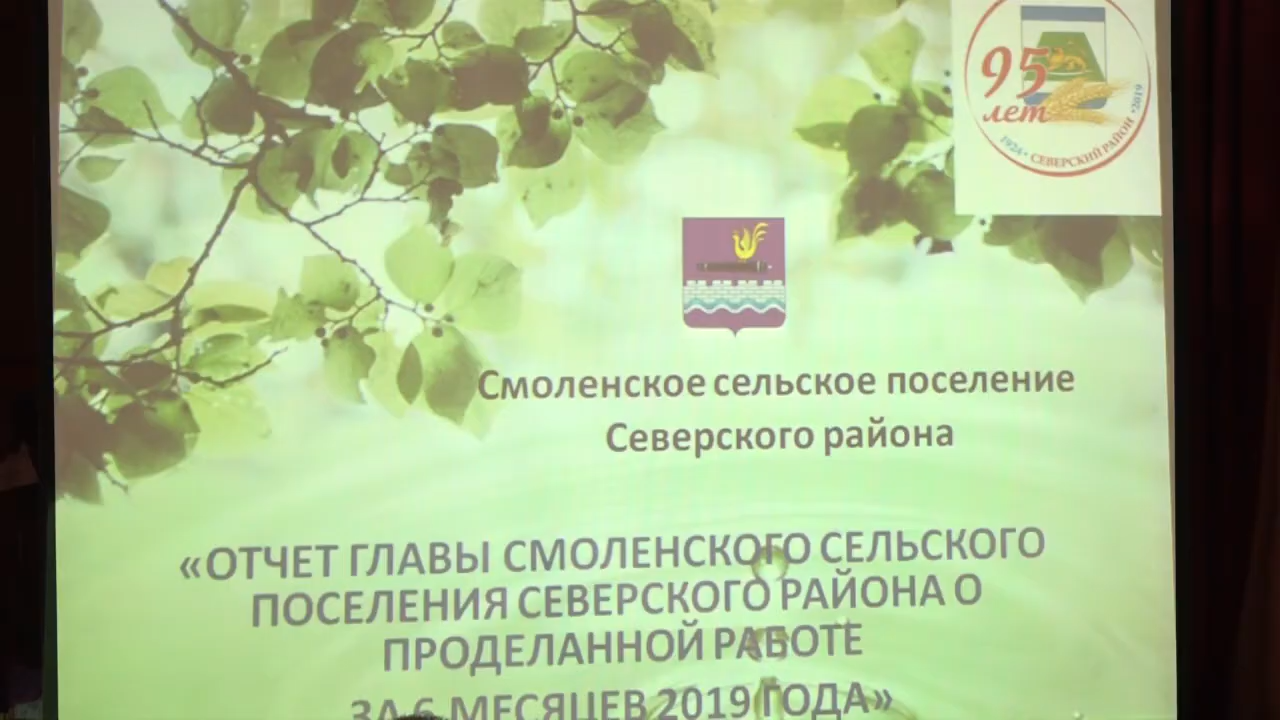 95
лет
1924 • СЕВЕРСКИЙ РАЙОН • 2019
Смоленское сельское поселение
Северского района
«ОТЧЕТ ГЛАВЫ СМОЛЕНСКОГО СЕЛЬСКОГО
ПОСЕЛЕНИЯ СЕВЕРСКОГО РАЙОНА О
ПРОДЕЛАННОЙ РАБОТЕ
ЗА 6 МЕСЯЦЕВ 2019 ГОДА»